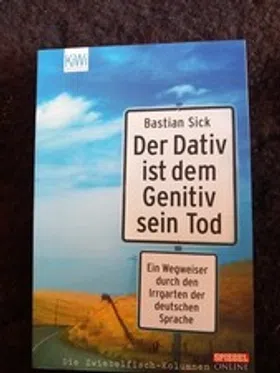 KiWi
Bastian Sick
Der Dativ
ist dem
Genitiv
sein Tod
Ein Wegweiser
durch den
Irrgarten der
deutschen
Sprache
Die Zwiebelfisch-Kolumnen
SPIEGEL
ONLINE